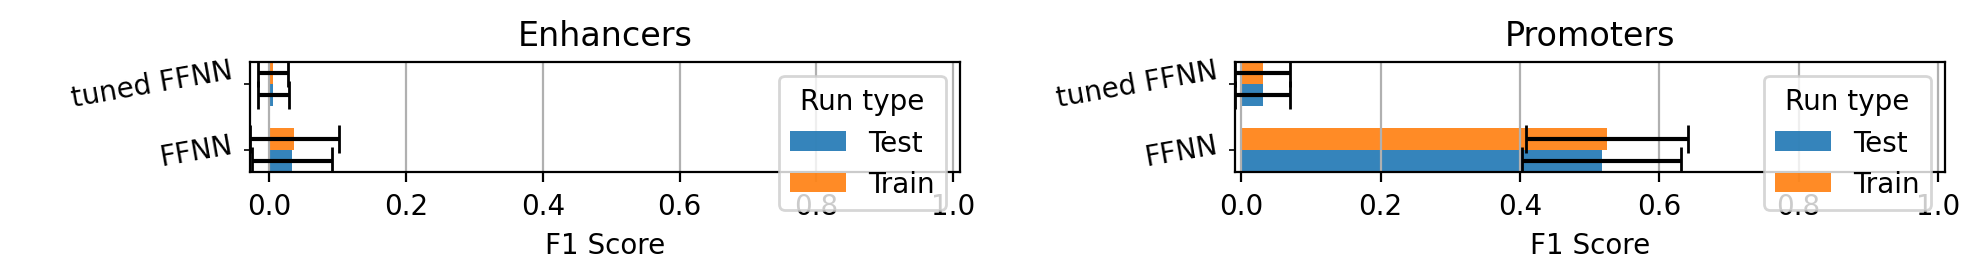 Enhancers
tuned FFNN
FFNN
Run type
Test
Train
0.0 0.2 0.4 0.6 0.8 1.0
F1 Score
Promoters
tuned FFNN
FFNN
Run type
Test
Train
0.0 0.2 0.4 0.6 0.8 1.0
F1 Score